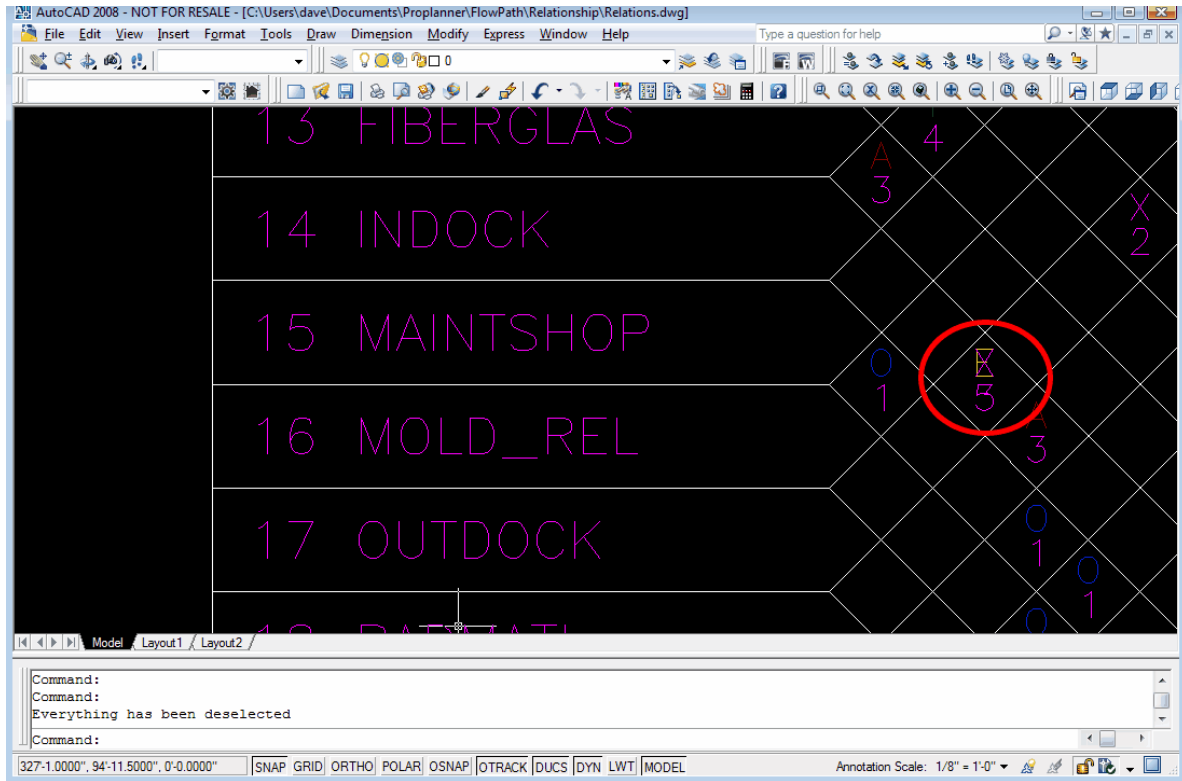 AutoCAD 2008 - NOT FOR RESALE - [C:\Users\dave\Documents\Proplanner\FlowPath\Relationship\Relations.dwg]
File Edit View Insert Format Tools Draw Dimension Modify Express Window Help Type a question for help
0
13 FIBERGLAS
4
A
3
14 INDOCK
X
2
15 MAINTSHOP
O
1
A
3
16 MOLD_REL
17 OUTDOCK
O
1
O
1
O
Model Layout1 Layout2
Command:
Command:
Everything has been deselected
Command:
327'-1.0000", 94'-11.5000", 0'-0.0000" SNAP GRID ORTHO POLAR OSNAP OTRACK DUCS DYN LWT MODEL Annotation Scale: 1/8" = 1'-0"